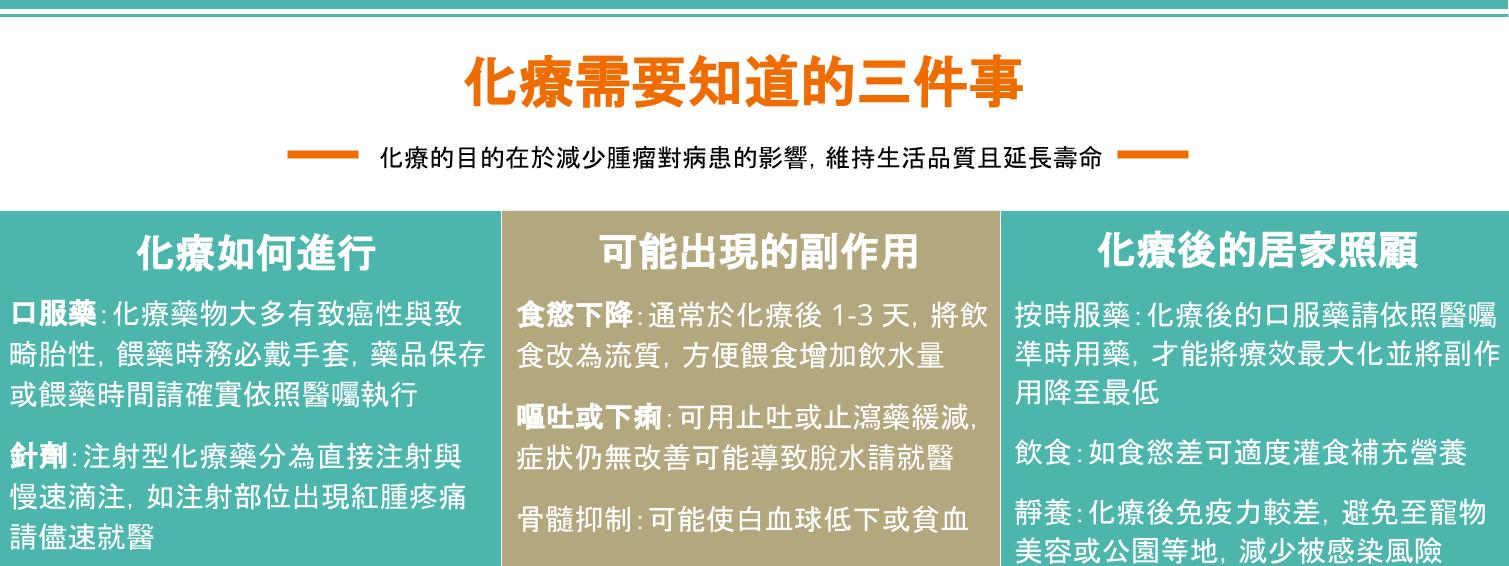 化療需要知道的三件事
化療的目的在於減少腫瘤對病患的影響, 維持生活品質且延長壽命
化療如何進行
口服藥:化療藥物大多有致癌性與致
畸胎性, 餵藥時務必戴手套, 藥品保存
或餵藥時間請確實依照醫囑執行
針劑:注射型化療藥分為直接注射與
慢速滴注, 如注射部位出現紅腫疼痛
請儘速就醫
可能出現的副作用
食慾下降:通常於化療後 1-3 天, 將飲
食改為流質, 方便餵食增加飲水量
嘔吐或下痢:可用止吐或止瀉藥緩減,
症狀仍無改善可能導致脫水請就醫
骨髓抑制:可能使白血球低下或貧血
化療後的居家照顧
按時服藥:化療後的口服藥請依照醫囑
準時用藥, 才能將療效最大化並將副作
用降至最低
飲食:如食慾差可適度灌食補充營養
靜養:化療後免疫力較差, 避免至寵物
美容或公園等地, 減少被感染風險